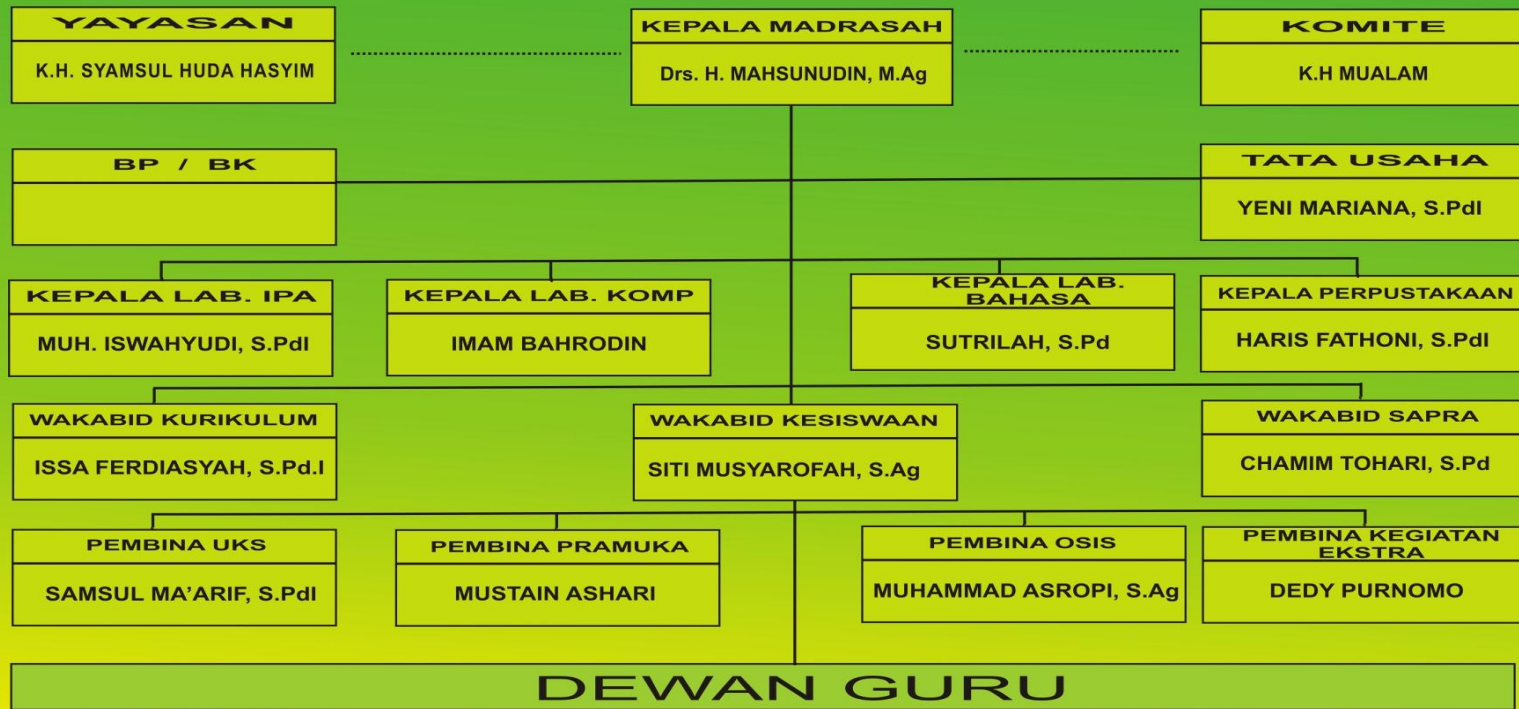 YAYASAN
K.H. SYAMSUL HUDA HASYIM
KEPALA MADRASAH
Drs. H. MAHSUNUDIN, M.Ag
KOMITE
K.H MUALAM
BP / BK
TATA USAHA
YENI MARIANA, S.PdI
KEPALA LAB. IPA
MUH. ISWAHYUDI, S.PdI
KEPALA LAB. KOMP
IMAM BAHRODIN
KEPALA LAB.
BAHASA
SUTRILAH, S.Pd
KEPALA PERPUSTAKAAN
HARIS FATHONI, S.PdI
WAKABID KURIKULUM
ISSA FERDIASYAH, S.Pd.I
WAKABID KESISWAAN
SITI MUSYAROFAH, S.Ag
WAKABID SAPRA
CHAMIM TOHARI, S.Pd
PEMBINA UKS
SAMSUL MA'ARIF, S.PdI
PEMBINA PRAMUKA
MUSTAIN ASHARI
PEMBINA OSIS
MUHAMMAD ASROPI, S.Ag
PEMBINA KEGIATAN
EKSTRA
DEDY PURNOMO
DEWAN GURU